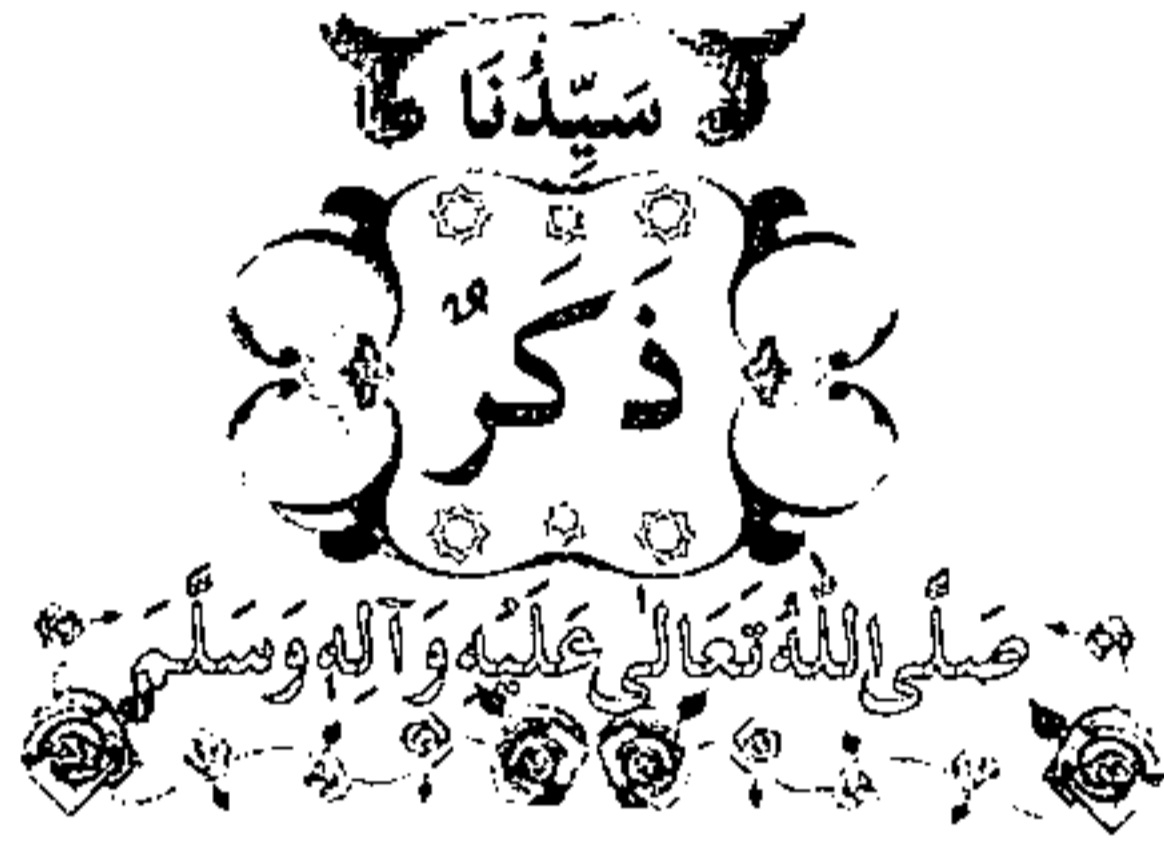 سَيِّدُنَا
ذَكَرٌ
صَلَّى اللّٰهُ تَعَالٰى عَلَيْهِ وَآلِهٖ وَسَلَّمَ